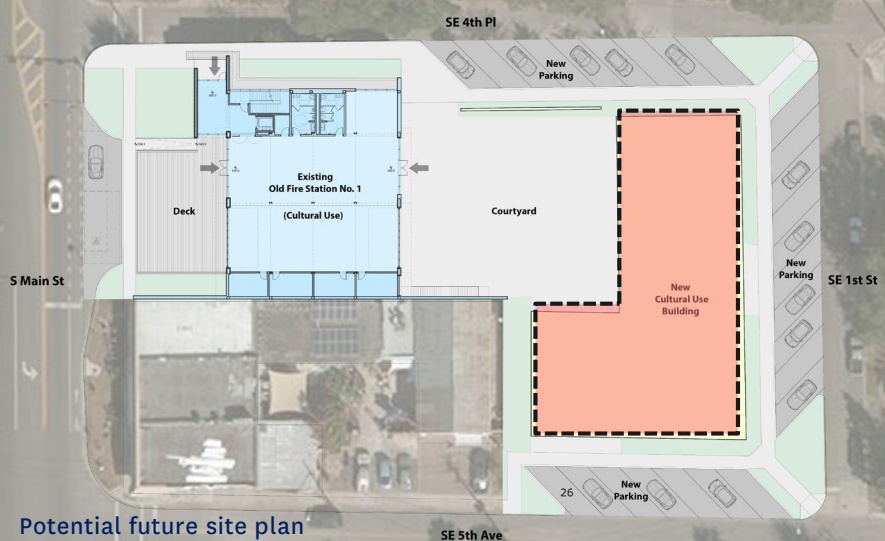 SE 4th Pl
New
Parking
Existing
Old Fire Station No. 1
(Cultural Use)
Deck
Courtyard
New
Cultural Use
Building
New
Parking
S Main St
SE 1st St
26
New
Parking
Potential future site plan
SE 5th Ave